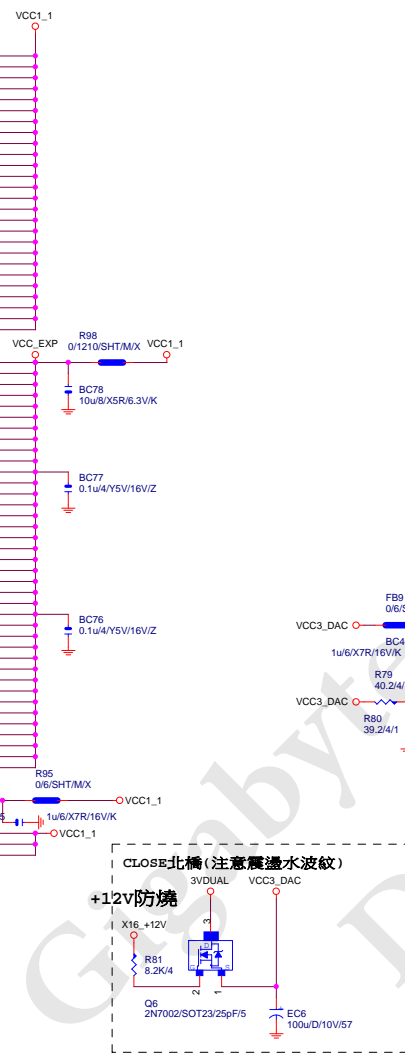 VCC1_1
VCC_EXP
R98
0/1210/SHT/M/X
VCC1_1
BC78
10u/8/X5R/6.3V/K
BC77
0.1u/4/Y5V/16V/Z
BC76
0.1u/4/Y5V/16V/Z
FB9
VCC3_DAC
BC4
1u/6/X7R/16V/K
R79
40.2/4/
VCC3_DAC
R80
39.2/4/1
R95
0/6/SHT/M/X
VCC1_1
1u/6/X7R/16V/K
VCC1_1
CLOSE北橋(注意震盪水波紋)
+12V防燒
3VDUAL
VCC3_DAC
X16_+12V
3
D
R81
8.2K/4
G
S
2
1
Q6
2N7002/SOT23/25pF/5
EC6
100u/D/10V/57
Gigabyte